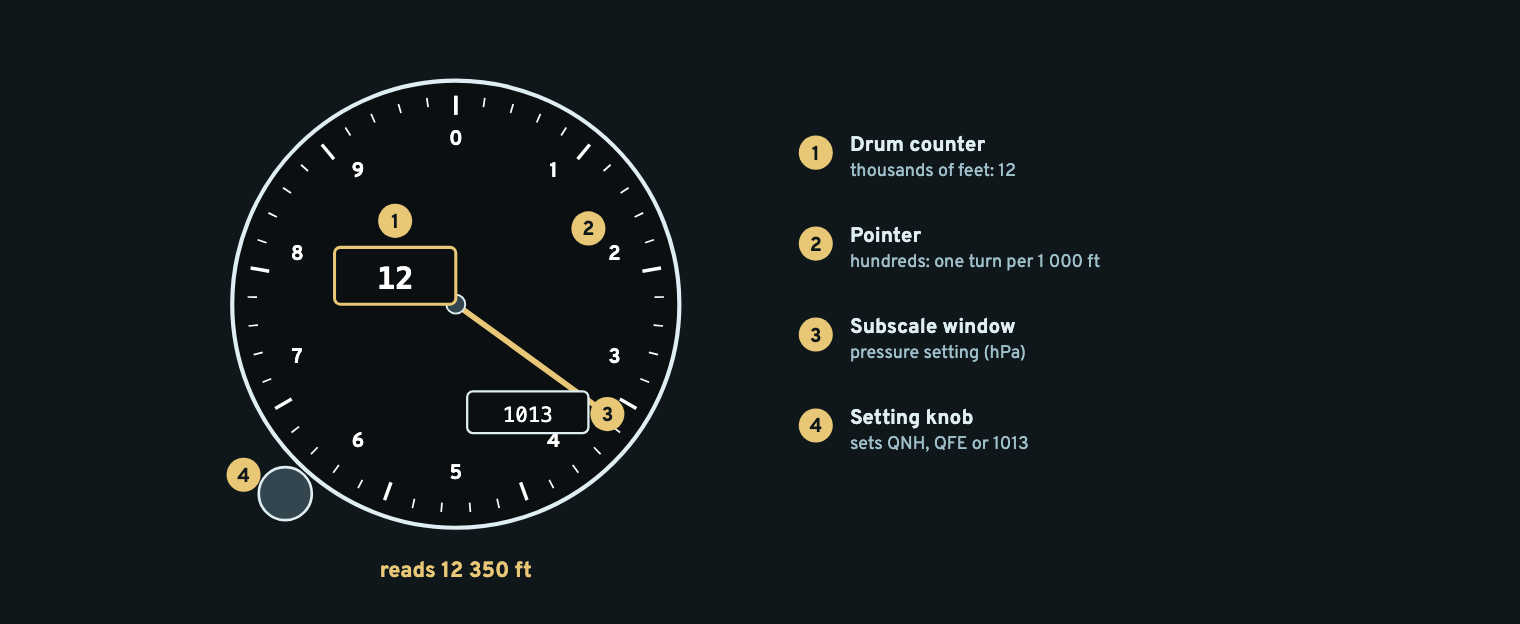 0
9
1
1
2
8
2
12
7
3
1013
3
6
4
5
4
reads 12 350 ft
1
Drum counter
thousands of feet: 12
2
Pointer
hundreds: one turn per 1 000 ft
3
Subscale window
pressure setting (hPa)
4
Setting knob
sets QNH, QFE or 1013